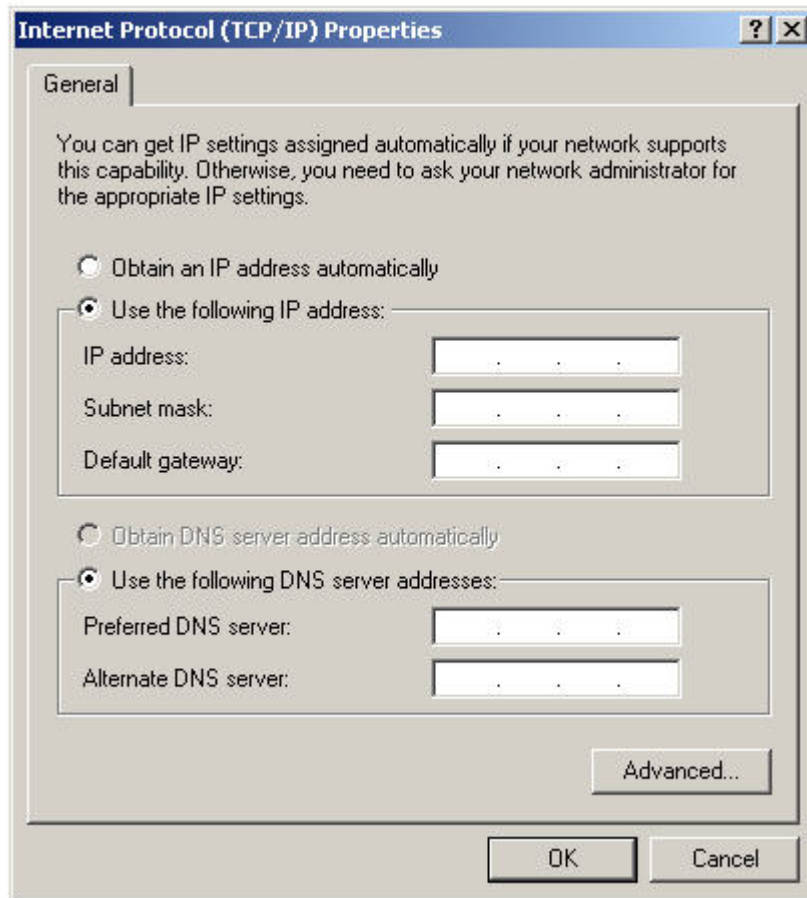 Internet Protocol (TCP/IP) Properties
General
You can get IP settings assigned automatically if your network supports
this capability. Otherwise, you need to ask your network administrator for
the appropriate IP settings.
Obtain an IP address automatically
Use the following IP address:
IP address:
Subnet mask:
Default gateway:
Obtain DNS server address automatically
Use the following DNS server addresses:
Preferred DNS server:
Alternate DNS server:
Advanced...
OK Cancel